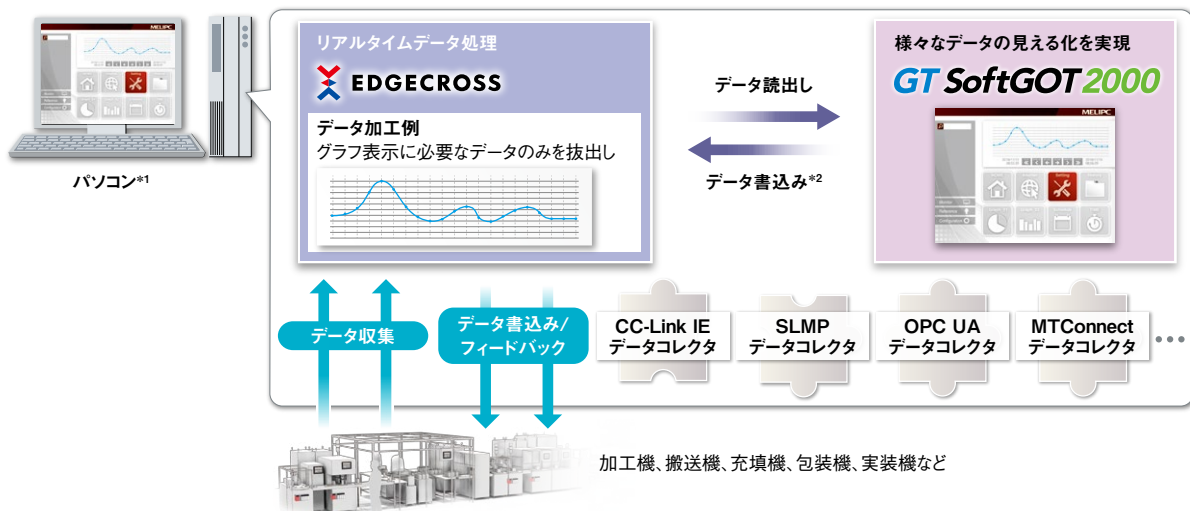 MELIPC
パソコン*1
リアルタイムデータ処理
EDGECROSS
データ加工例
グラフ表示に必要なデータのみを抜出し
データ読出し
データ書込み*2
様々なデータの見える化を実現
GT SoftGOT2000
MELIPC
Setting
データ収集
データ書込み/
フィードバック
CC-Link IE
データコレクタ
SLMP
データコレクタ
OPC UA
データコレクタ
MTConnect
データコレクタ
•••
加工機、搬送機、充填機、包装機、実装機など